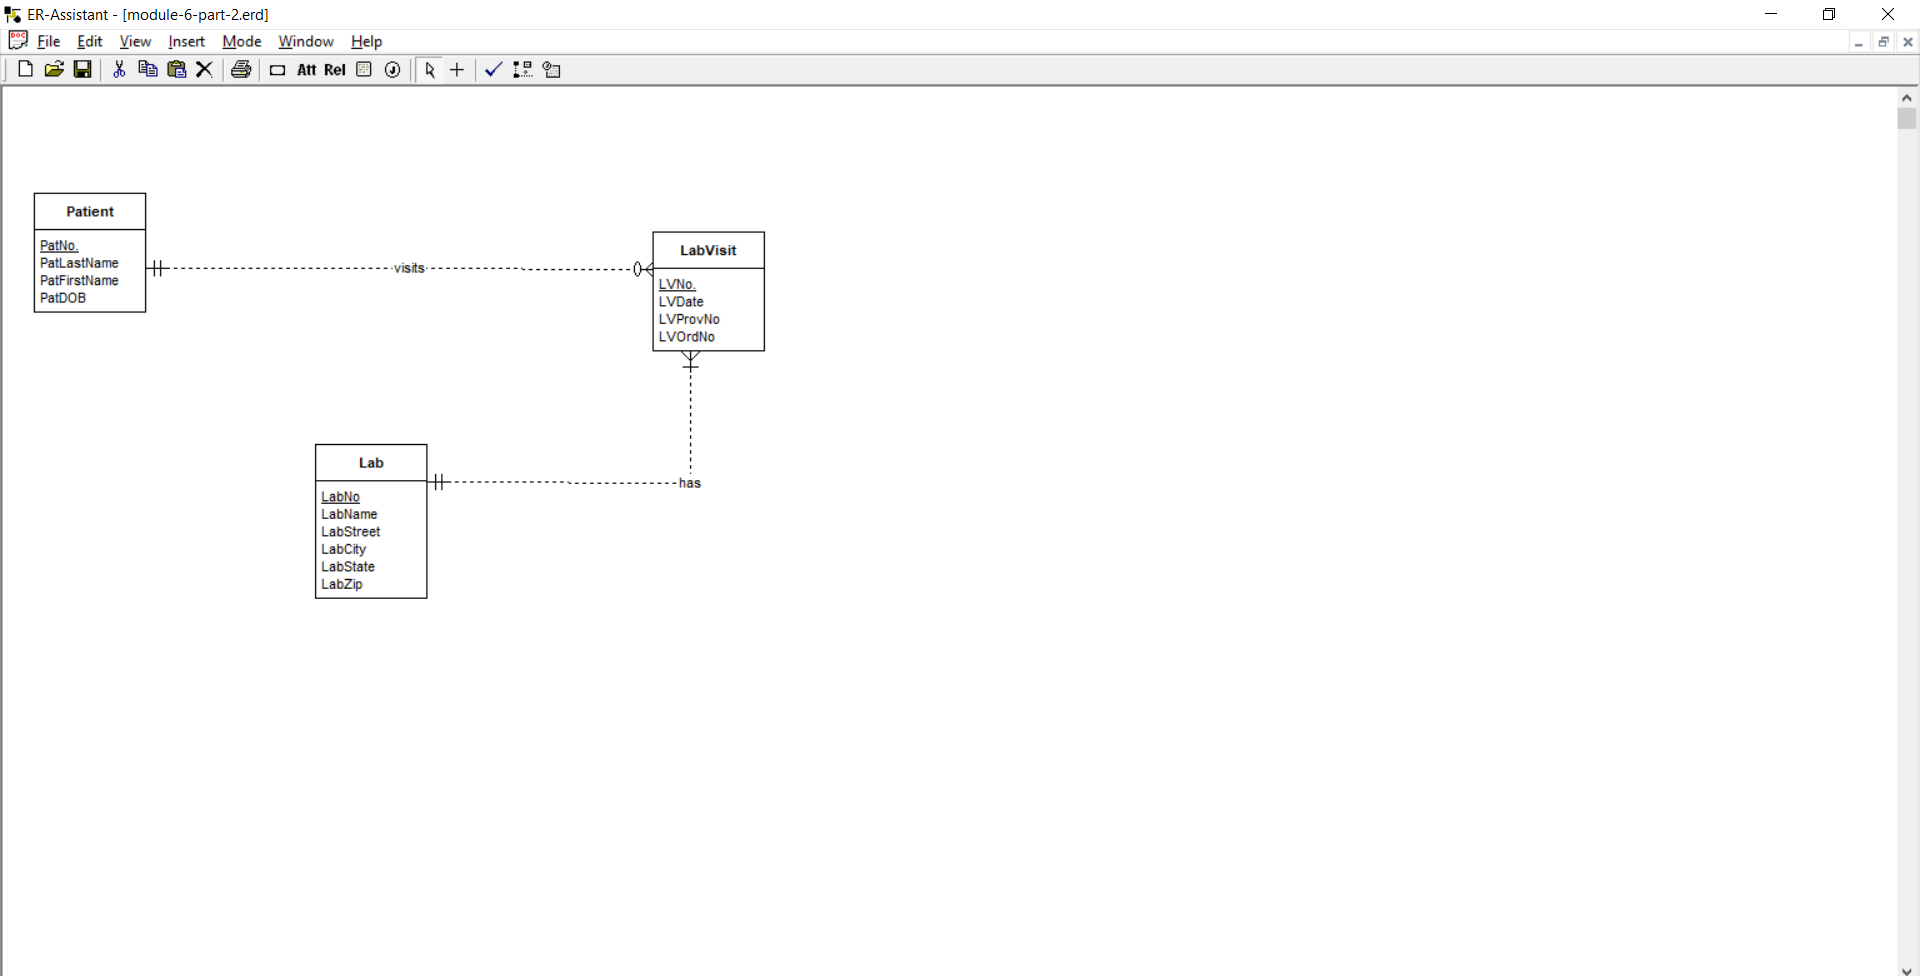 ER-Assistant - [module-6-part-2.erd]
DOC File Edit View Insert Mode Window Help
Att Rel J
Patient
PatNo.
PatLastName
PatFirstName
PatDOB
visits
LabVisit
LVNo.
LVDate
LVProvNo
LVOrdNo
has
Lab
LabNo
LabName
LabStreet
LabCity
LabState
LabZip